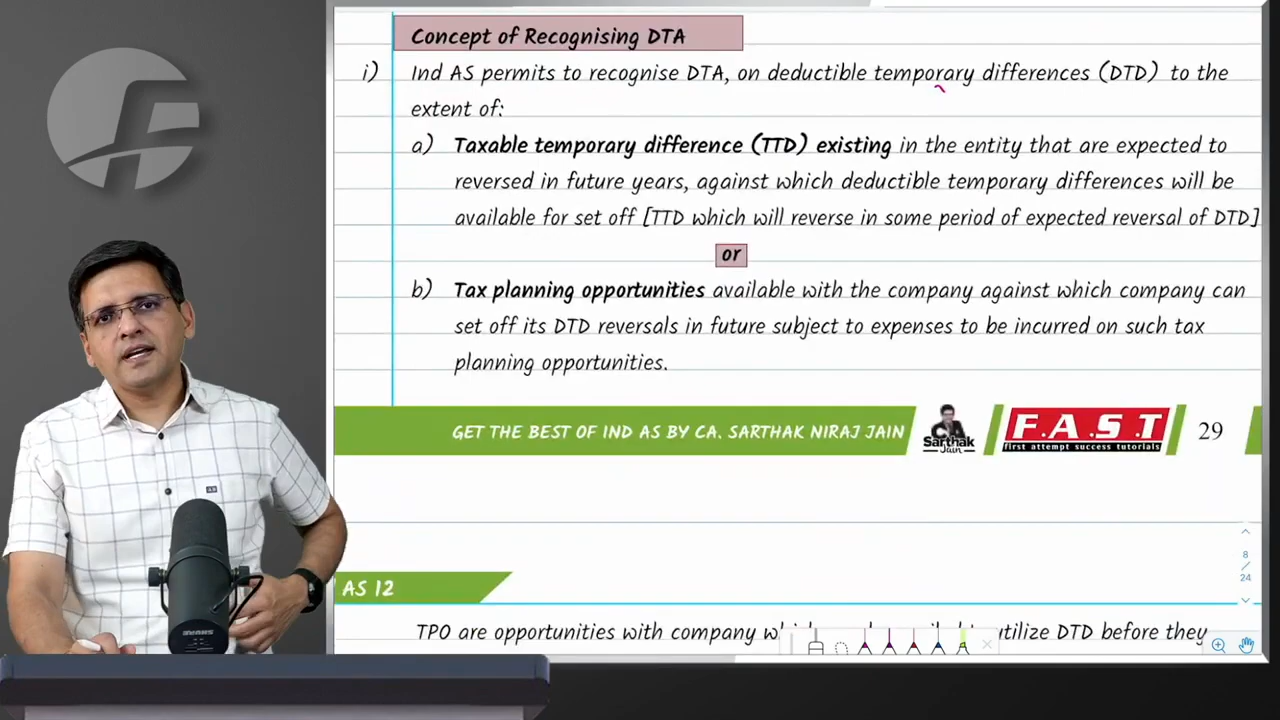 Concept of Recognising DTA
i) Ind AS permits to recognise DTA, on deductible temporary differences (DTD) to the
extent of:
a) Taxable temporary difference (TTD) existing in the entity that are expected to
reversed in future years, against which deductible temporary differences will be
available for set off [TTD which will reverse in some period of expected reversal of DTD]
or
b) Tax planning opportunities available with the company against which company can
set off its DTD reversals in future subject to expenses to be incurred on such tax
planning opportunities.
GET THE BEST OF IND AS BY CA. SARTHAK NIRAJ JAIN
Sarthak
Jain
F.A.S.T
first attempt success tutorials
29
8
/
24
AS 12
TPO are opportunities with company utilize DTD before they
SHURE